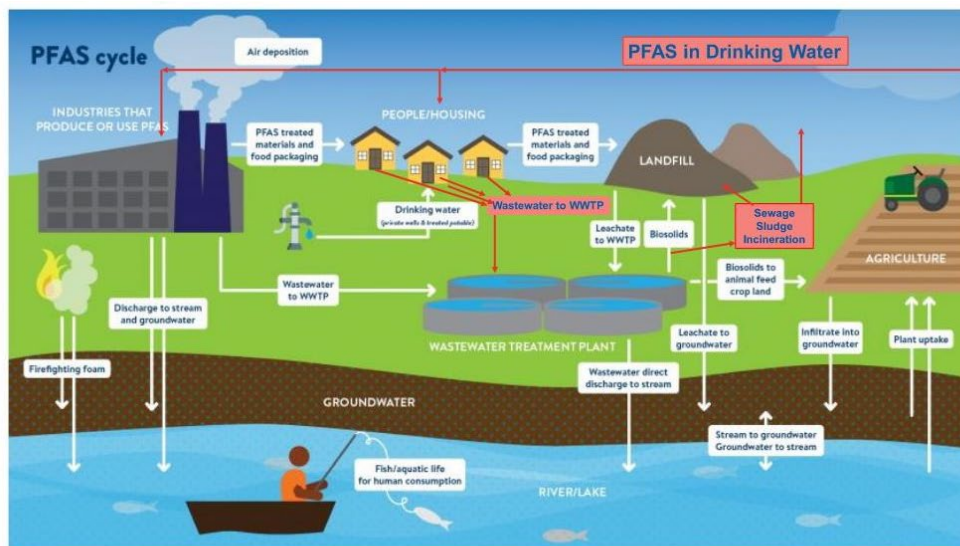 PFAS cycle
Air deposition
PFAS in Drinking Water
INDUSTRIES THAT
PRODUCE OR USE PFAS
PEOPLE/HOUSING
PFAS treated
materials and
food packaging
PFAS treated
materials and
food packaging
LANDFILL
Drinking water
(private wells & treated potable)
Wastewater to WWTP
Leachate
to WWTP
Biosolids
Sewage
Sludge
Incineration
AGRICULTURE
Wastewater
to WWTP
Biosolids to
animal feed
crop land
Discharge to stream
and groundwater
WASTEWATER TREATMENT PLANT
Leachate to
groundwater
Infiltrate into
groundwater
Plant uptake
Firefighting foam
Wastewater direct
discharge to stream
GROUNDWATER
Stream to groundwater
Groundwater to stream
Fish/aquatic life
for human consumption
RIVER/LAKE